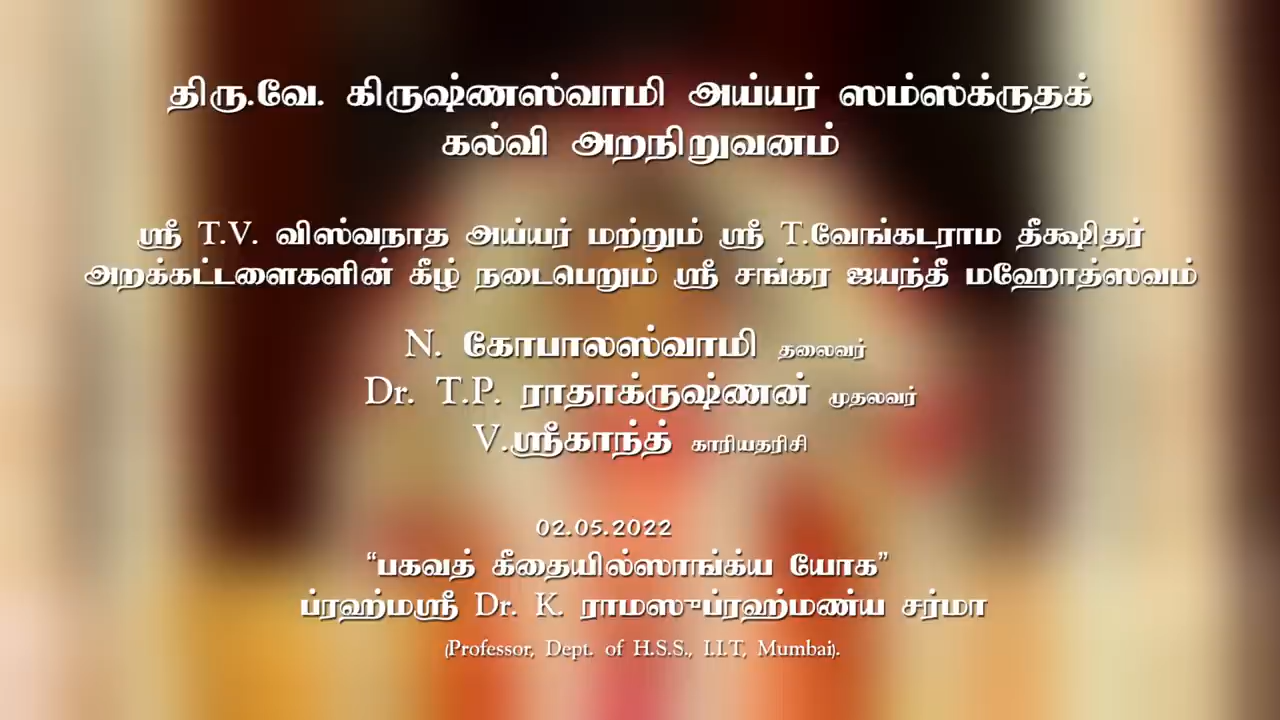 திரு.வே. கிருஷ்ணஸ்வாமி அய்யர் ஸம்ஸ்க்ருதக்
கல்வி அறநிறுவனம்
ஸ்ரீ T.V. விஸ்வநாத அய்யர் மற்றும் ஸ்ரீ T.வேங்கடராம தீக்ஷிதர்
அறக்கட்டளைகளின் கீழ் நடைபெறும் ஸ்ரீ சங்கர ஜயந்தீ மஹோத்ஸவம்
N. கோபாலஸ்வாமி தலைவர்
Dr. T.P. ராதாக்ருஷ்ணன் முதலவர்
V.ஸ்ரீகாந்த் காரியதரிசி
02.05.2022
“பகவத் கீதையில்ஸாங்க்ய யோக”
ப்ரஹ்மஸ்ரீ Dr. K. ராமஸுப்ரஹ்மண்ய சர்மா
(Professor, Dept. of H.S.S., I.I.T, Mumbai).